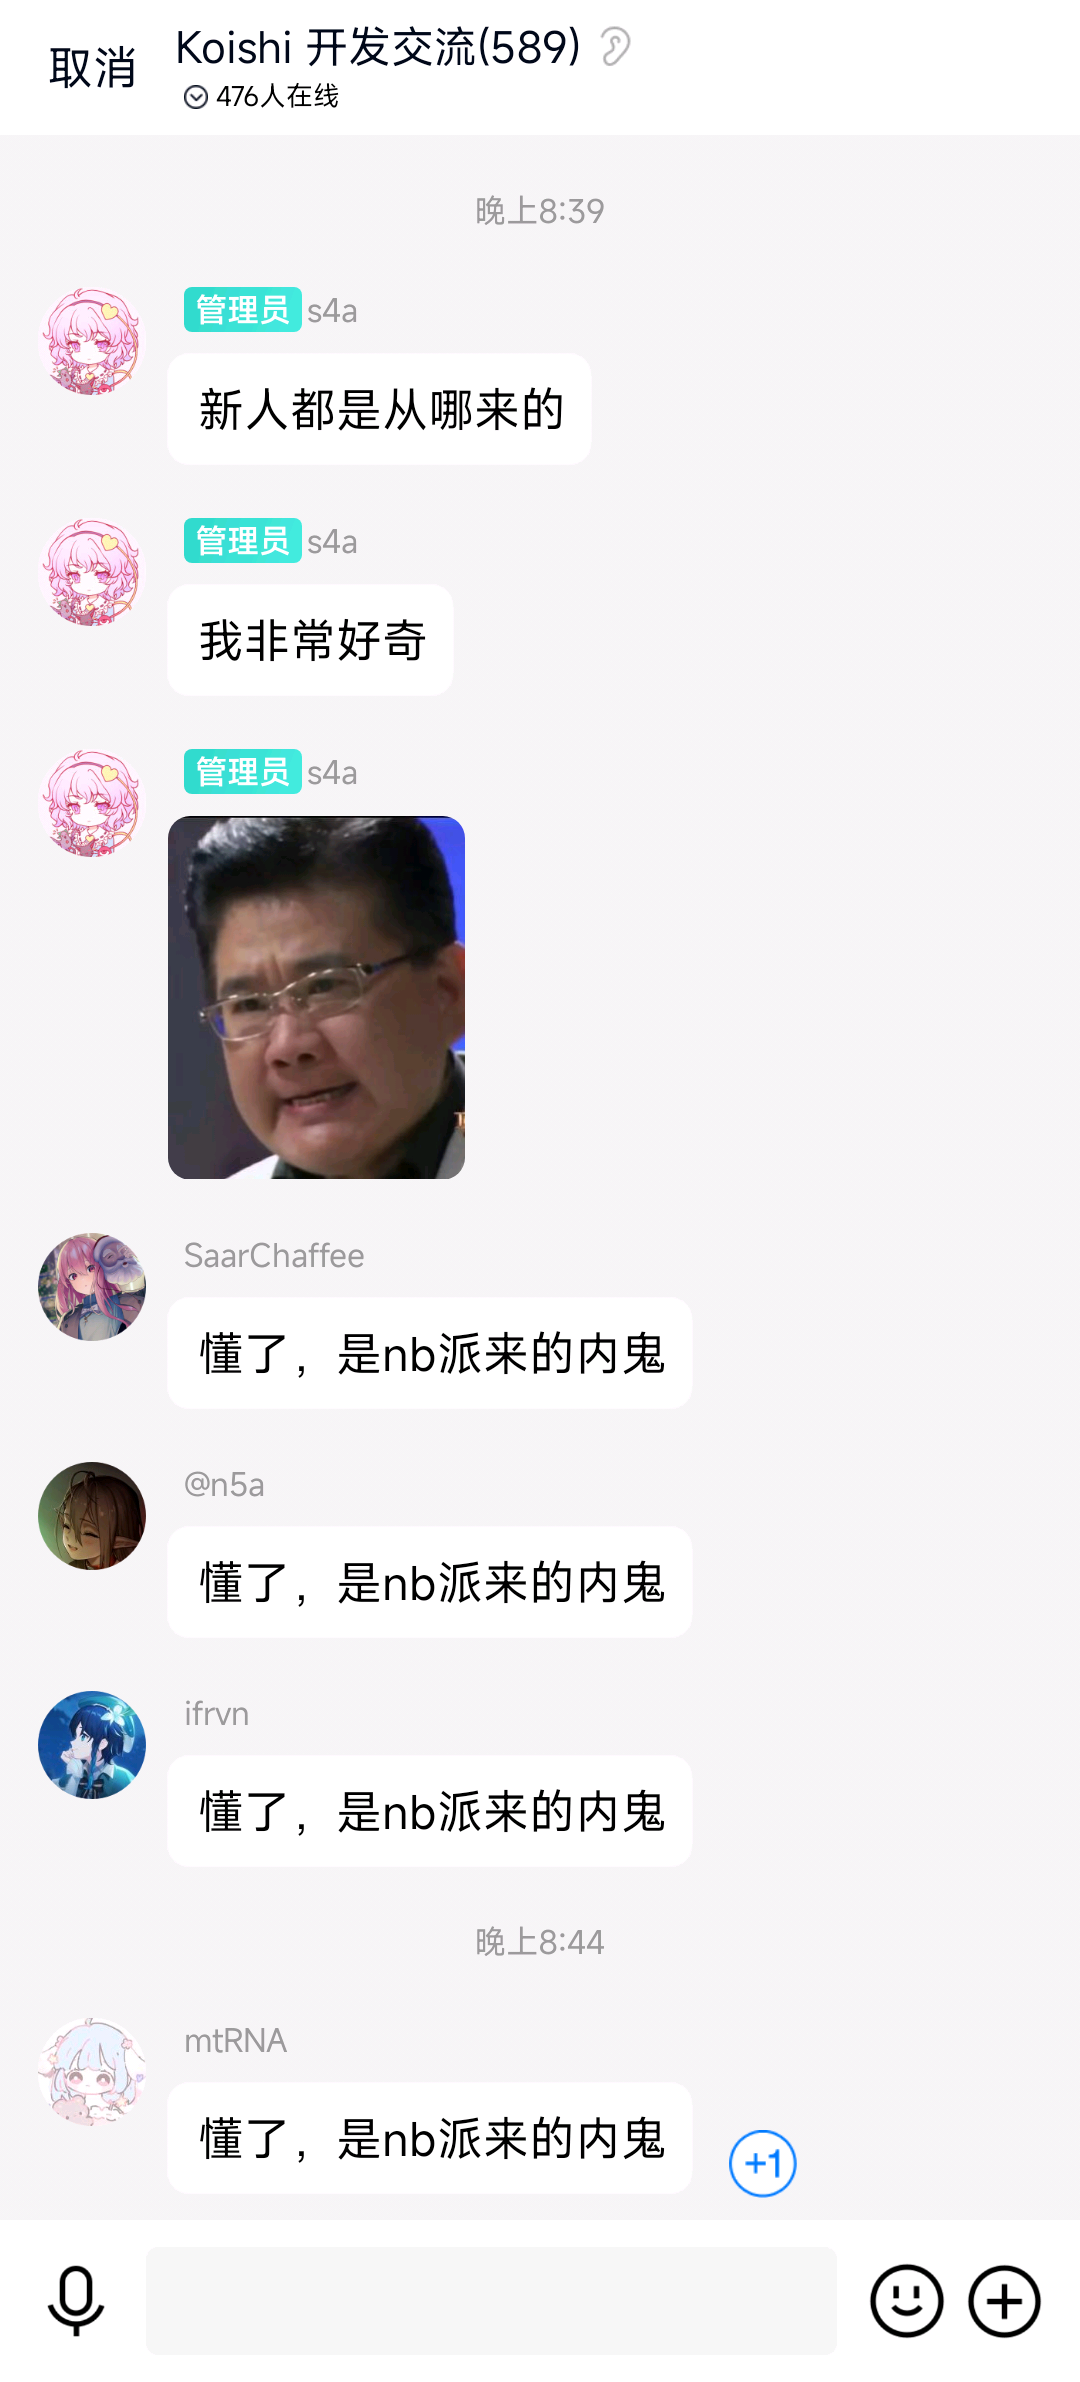 取消
Koishi 开发交流(589)
476人在线
晚上8:39
管理员 s4a
新人都是从哪来的
管理员 s4a
我非常好奇
管理员 s4a
SaarChaffee
懂了，是nb派来的内鬼
@n5a
懂了，是nb派来的内鬼
ifrvn
懂了，是nb派来的内鬼
晚上8:44
mtRNA
懂了，是nb派来的内鬼
+1